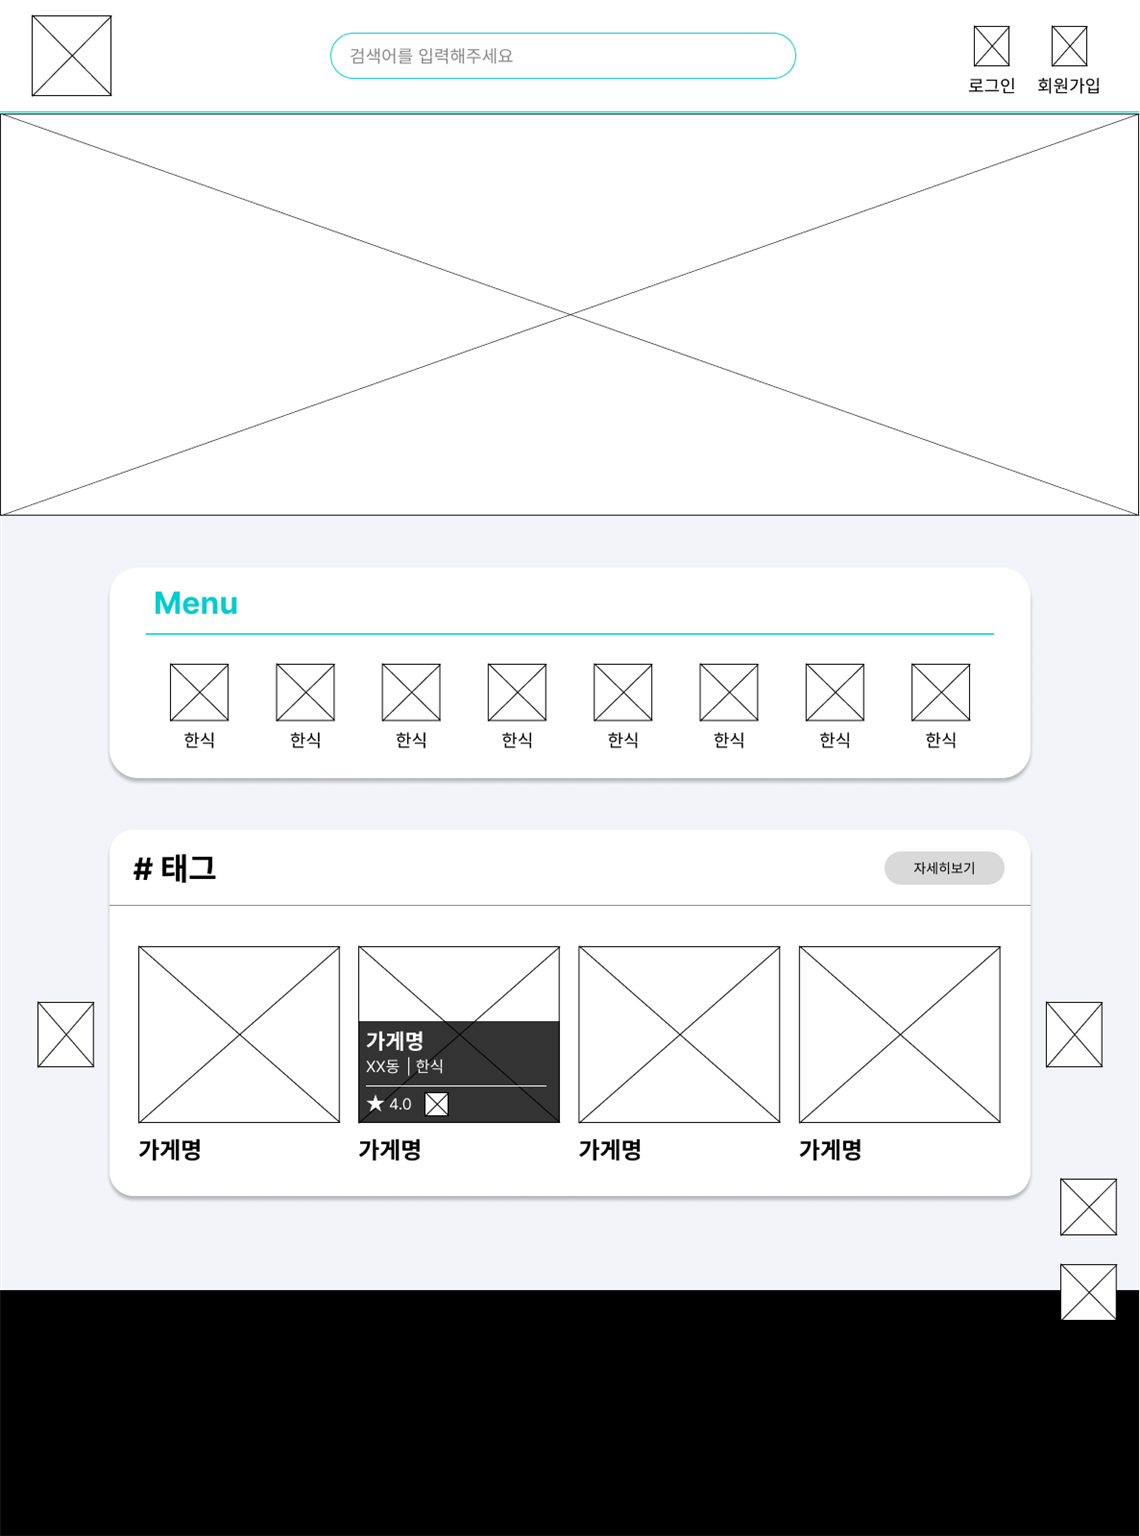 검색어를 입력해주세요
로그인
회원가입
Menu
한식
한식
한식
한식
한식
한식
한식
한식
# 태그
자세히보기
가게명
XX동 | 한식
★ 4.0
가게명
가게명
가게명
가게명